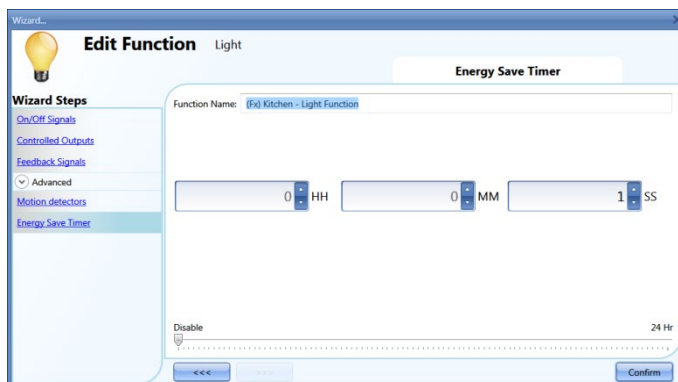 Wizard...
Edit Function Light
Energy Save Timer
Wizard Steps
On/Off Signals
Controlled Outputs
Feedback Signals
Advanced
Motion detectors
Energy Save Timer
Function Name: (Fx) Kitchen - Light Function
0 HH 0 MM 1 SS
Disable 24 Hr
<<< >>> Confirm